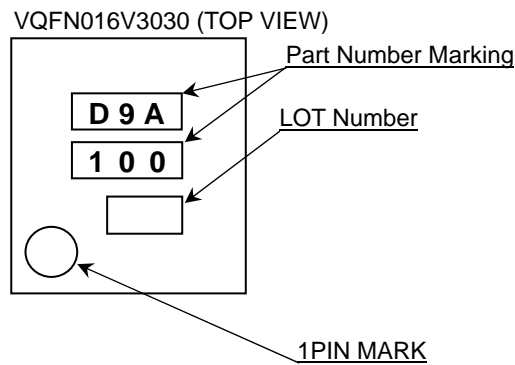 VQFN016V3030 (TOP VIEW)
Part Number Marking
D 9 A
LOT Number
1 0 0
1PIN MARK